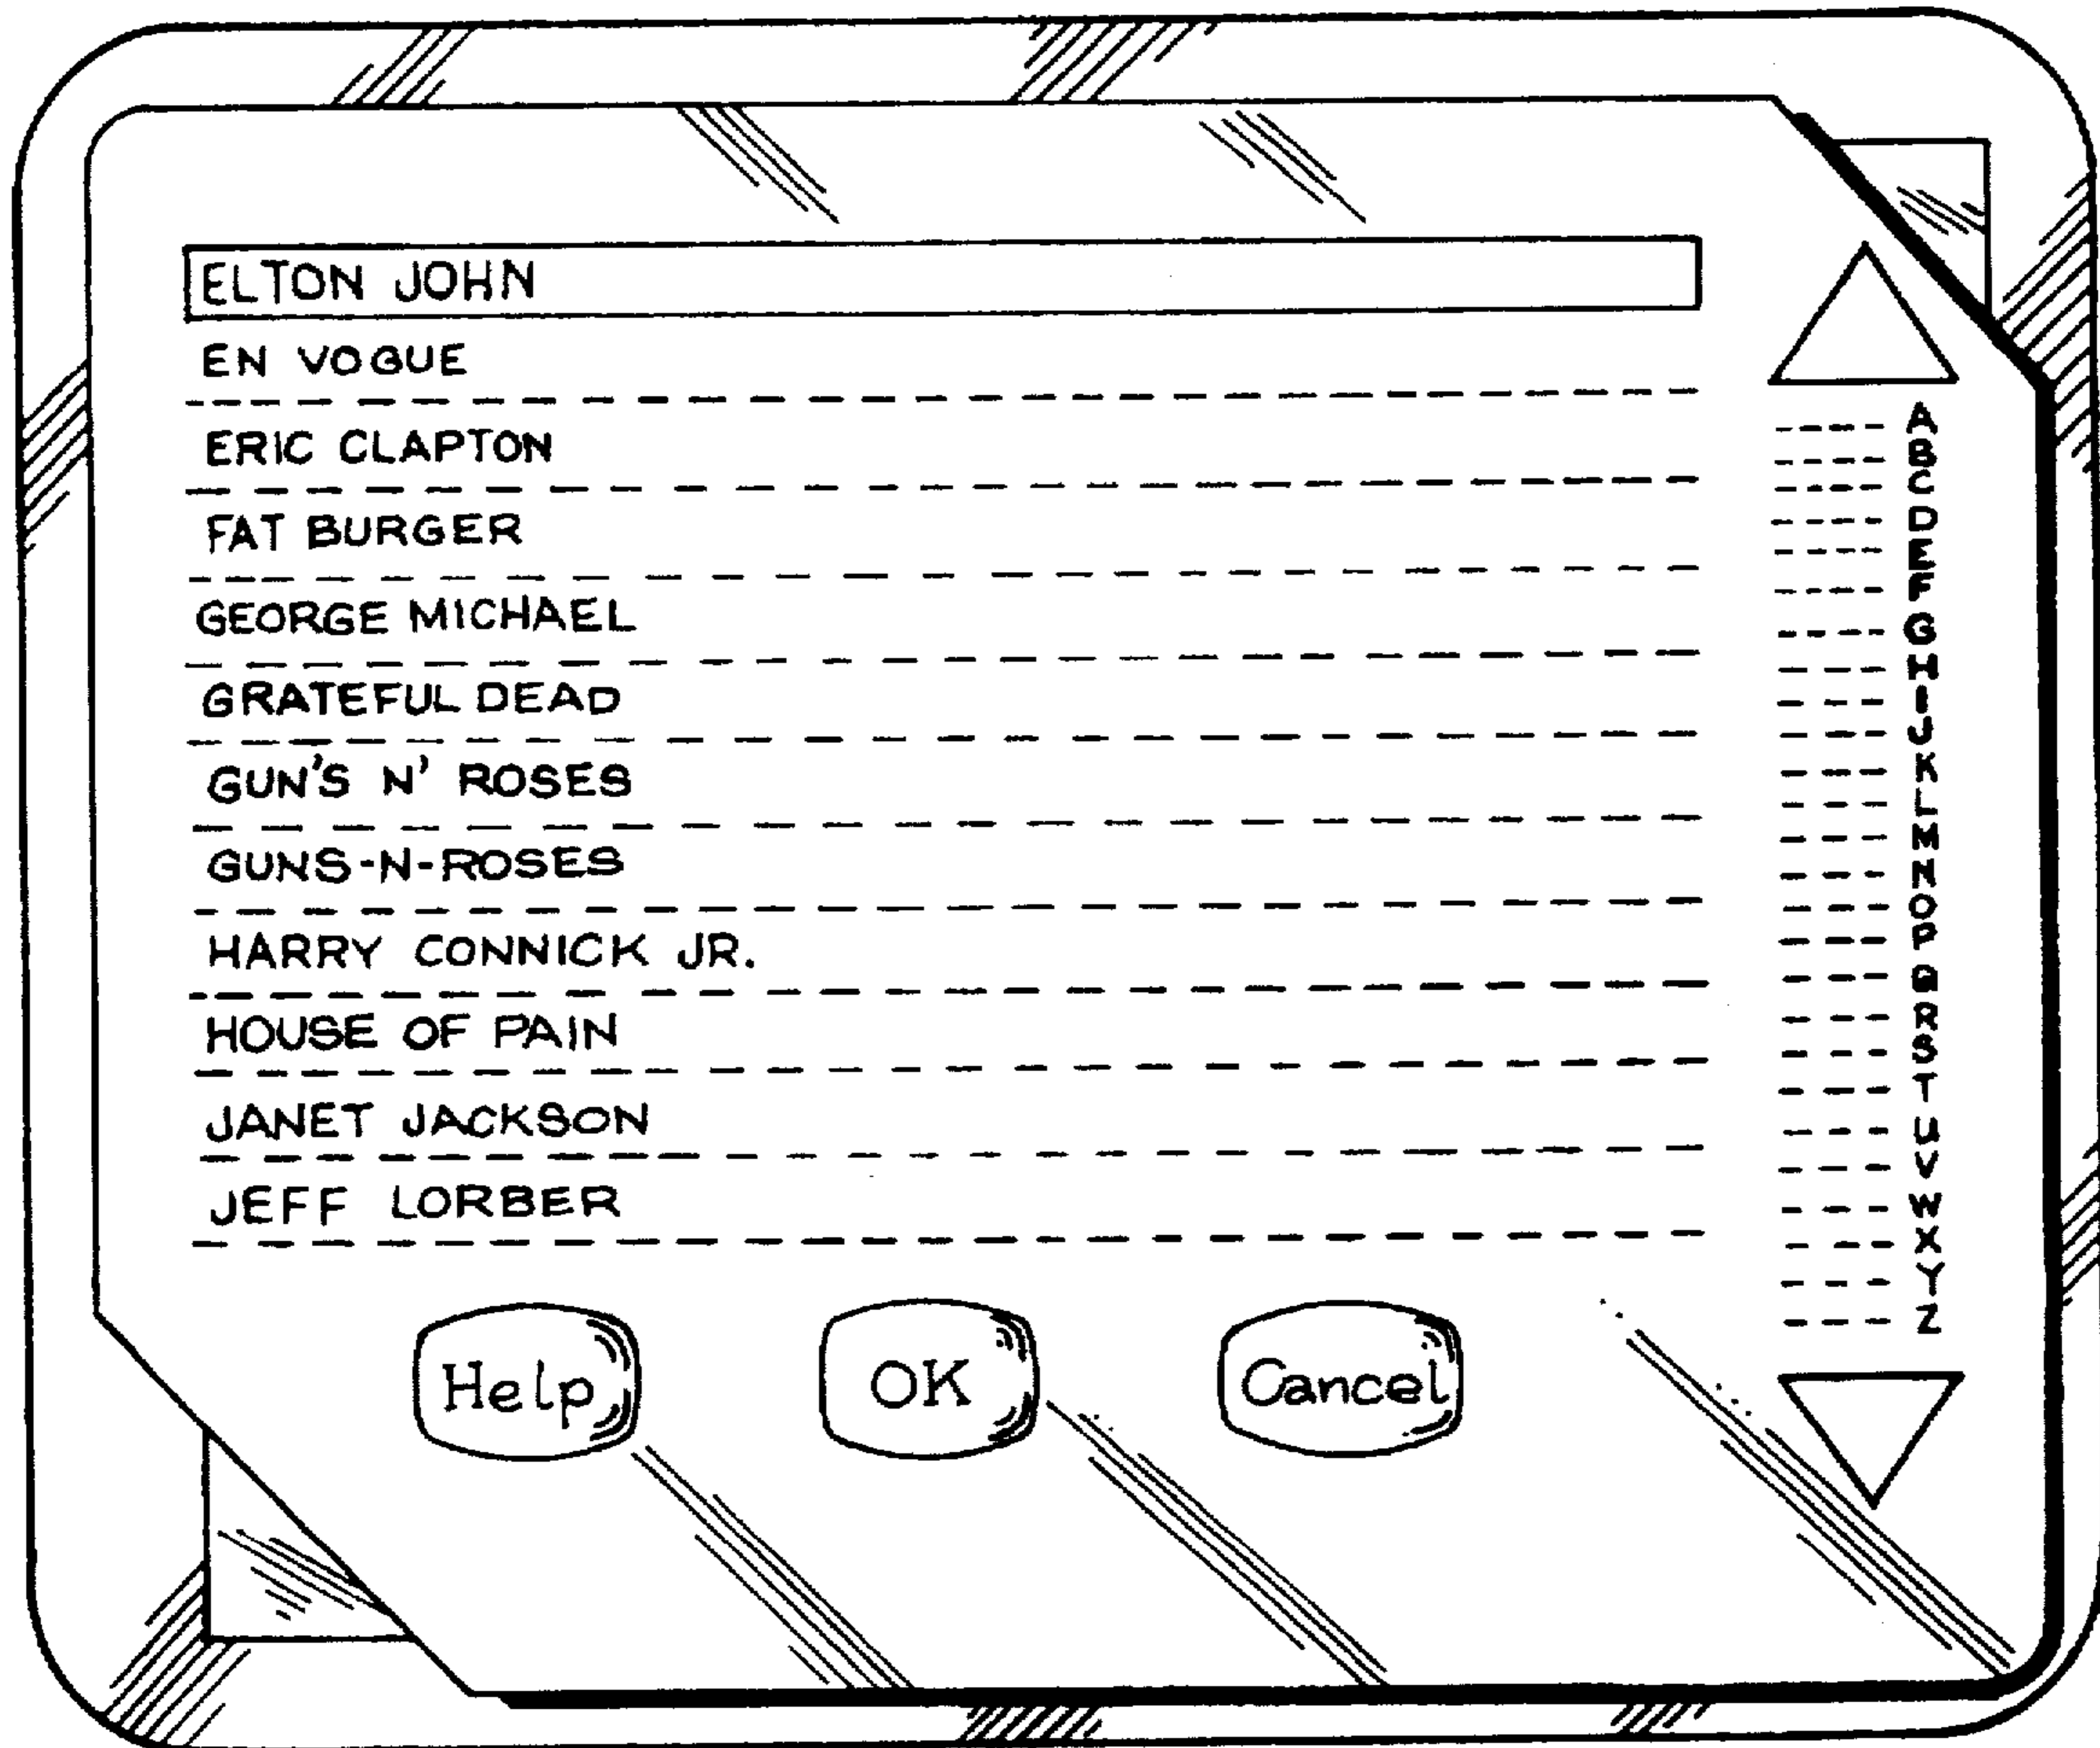 ELTON JOHN
EN VOGUE
ERIC CLAPTON
FAT BURGER
GEORGE MICHAEL
GRATEFUL DEAD
GUN'S N' ROSES
GUNS-N-ROSES
HARRY CONNICK JR.
HOUSE OF PAIN
JANET JACKSON
JEFF LORBER
A
B
C
D
E
F
G
H
I
J
K
L
M
N
O
P
Q
R
S
T
U
V
W
X
Y
Z
Help OK Cancel